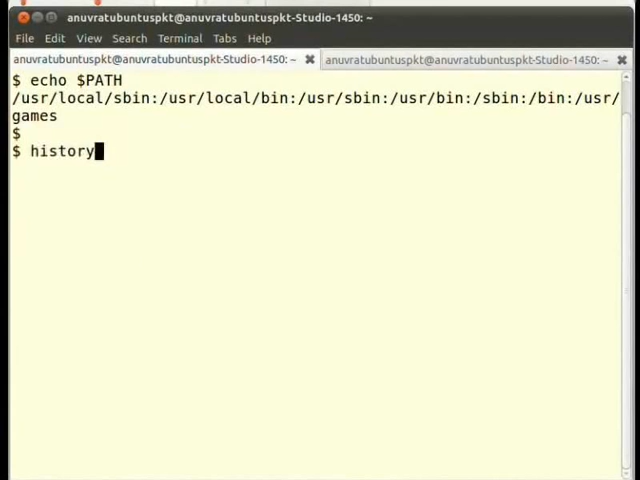 anuvratubuntuspkt@anuvratubuntuspkt-Studio-1450: ~
File Edit View Search Terminal Tabs Help
anuvratubuntuspkt@anuvratubuntuspkt-Studio-1450: ~ anuvratubuntuspkt@anuvratubuntuspkt-Studio-1450: ~
$ echo $PATH
/usr/local/sbin:/usr/local/bin:/usr/sbin:/usr/bin:/sbin:/bin:/usr/
games
$
$ history